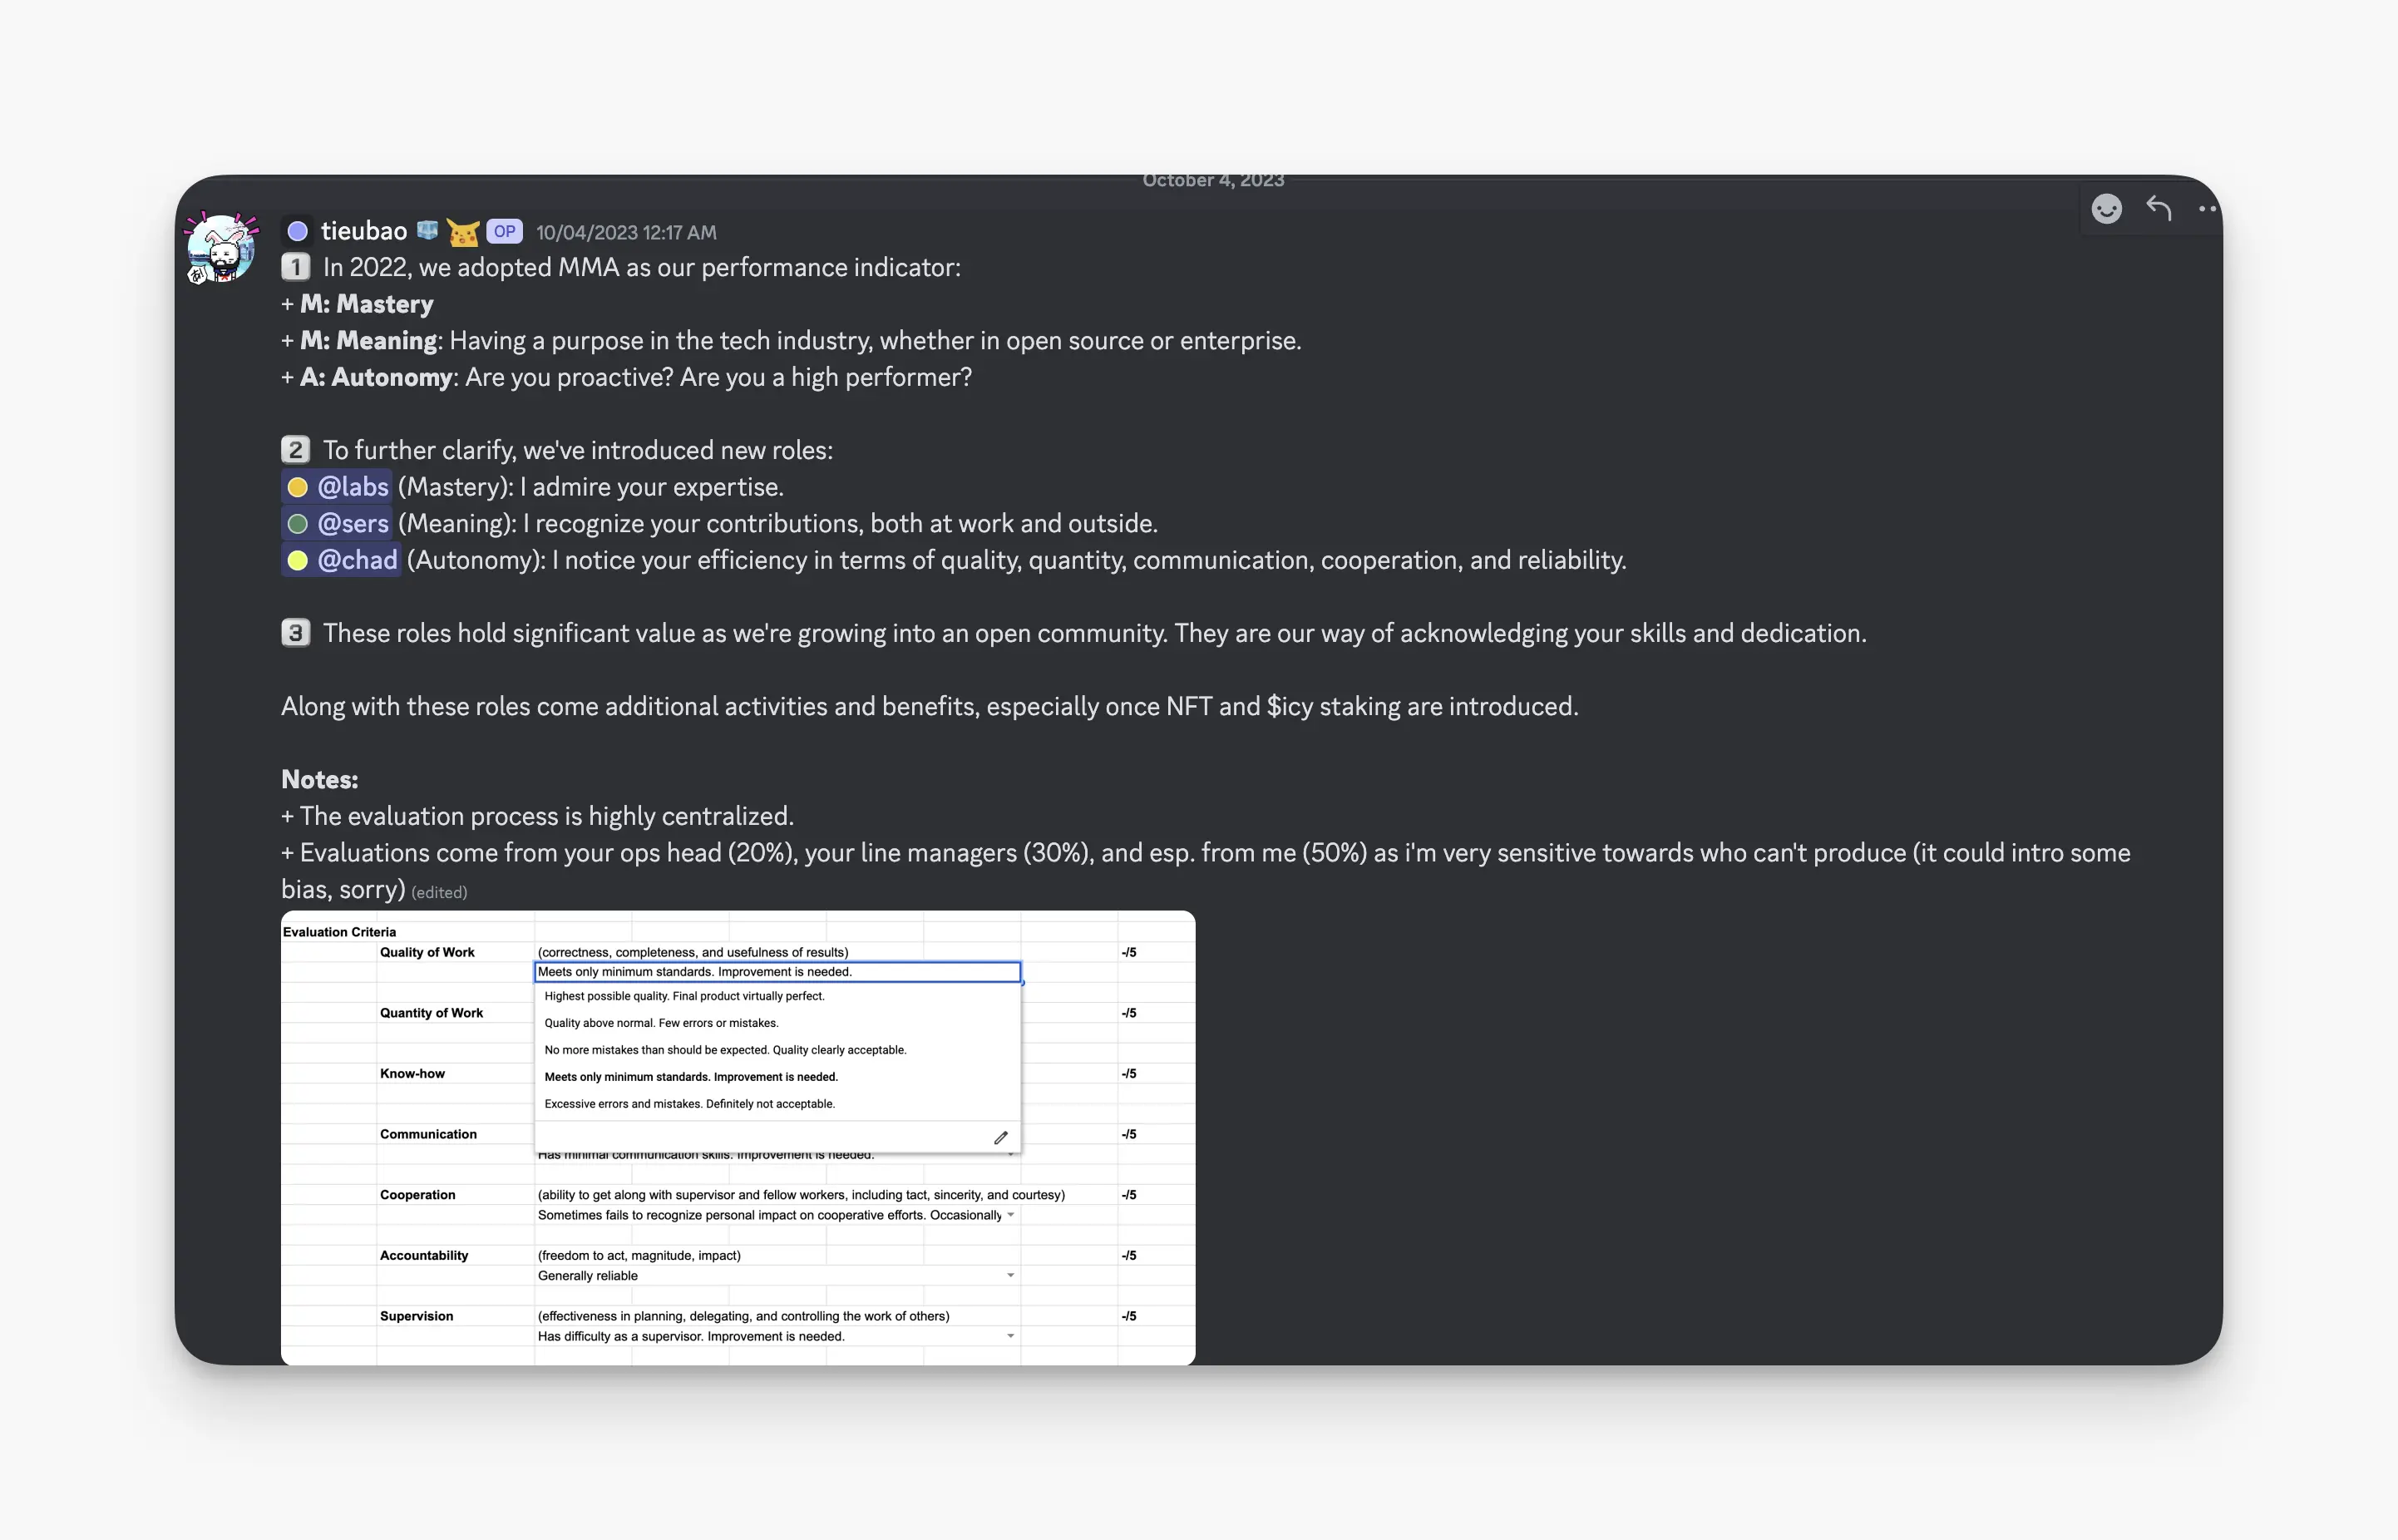 October 4, 2023
tieubao OP 10/04/2023 12:17 AM
1 In 2022, we adopted MMA as our performance indicator:
+ M: Mastery
+ M: Meaning: Having a purpose in the tech industry, whether in open source or enterprise.
+ A: Autonomy: Are you proactive? Are you a high performer?
2 To further clarify, we've introduced new roles:
@labs (Mastery): I admire your expertise.
@sers (Meaning): I recognize your contributions, both at work and outside.
@chad (Autonomy): I notice your efficiency in terms of quality, quantity, communication, cooperation, and reliability.
3 These roles hold significant value as we're growing into an open community. They are our way of acknowledging your skills and dedication.
Along with these roles come additional activities and benefits, especially once NFT and $icy staking are introduced.
Notes:
+ The evaluation process is highly centralized.
+ Evaluations come from your ops head (20%), your line managers (30%), and esp. from me (50%) as i'm very sensitive towards who can't produce (it could intro some
bias, sorry) (edited)
Evaluation Criteria
Quality of Work (correctness, completeness, and usefulness of results) -/5
Meets only minimum standards. Improvement is needed.
Highest possible quality. Final product virtually perfect.
Quantity of Work -/5
Quality above normal. Few errors or mistakes.
No more mistakes than should be expected. Quality clearly acceptable.
Know-how -/5
Meets only minimum standards. Improvement is needed.
Excessive errors and mistakes. Definitely not acceptable.
Communication -/5
Has minimal communication skills. Improvement is needed.
Cooperation (ability to get along with supervisor and fellow workers, including tact, sincerity, and courtesy) -/5
Sometimes fails to recognize personal impact on cooperative efforts. Occasionally
Accountability (freedom to act, magnitude, impact) -/5
Generally reliable
Supervision (effectiveness in planning, delegating, and controlling the work of others) -/5
Has difficulty as a supervisor. Improvement is needed.